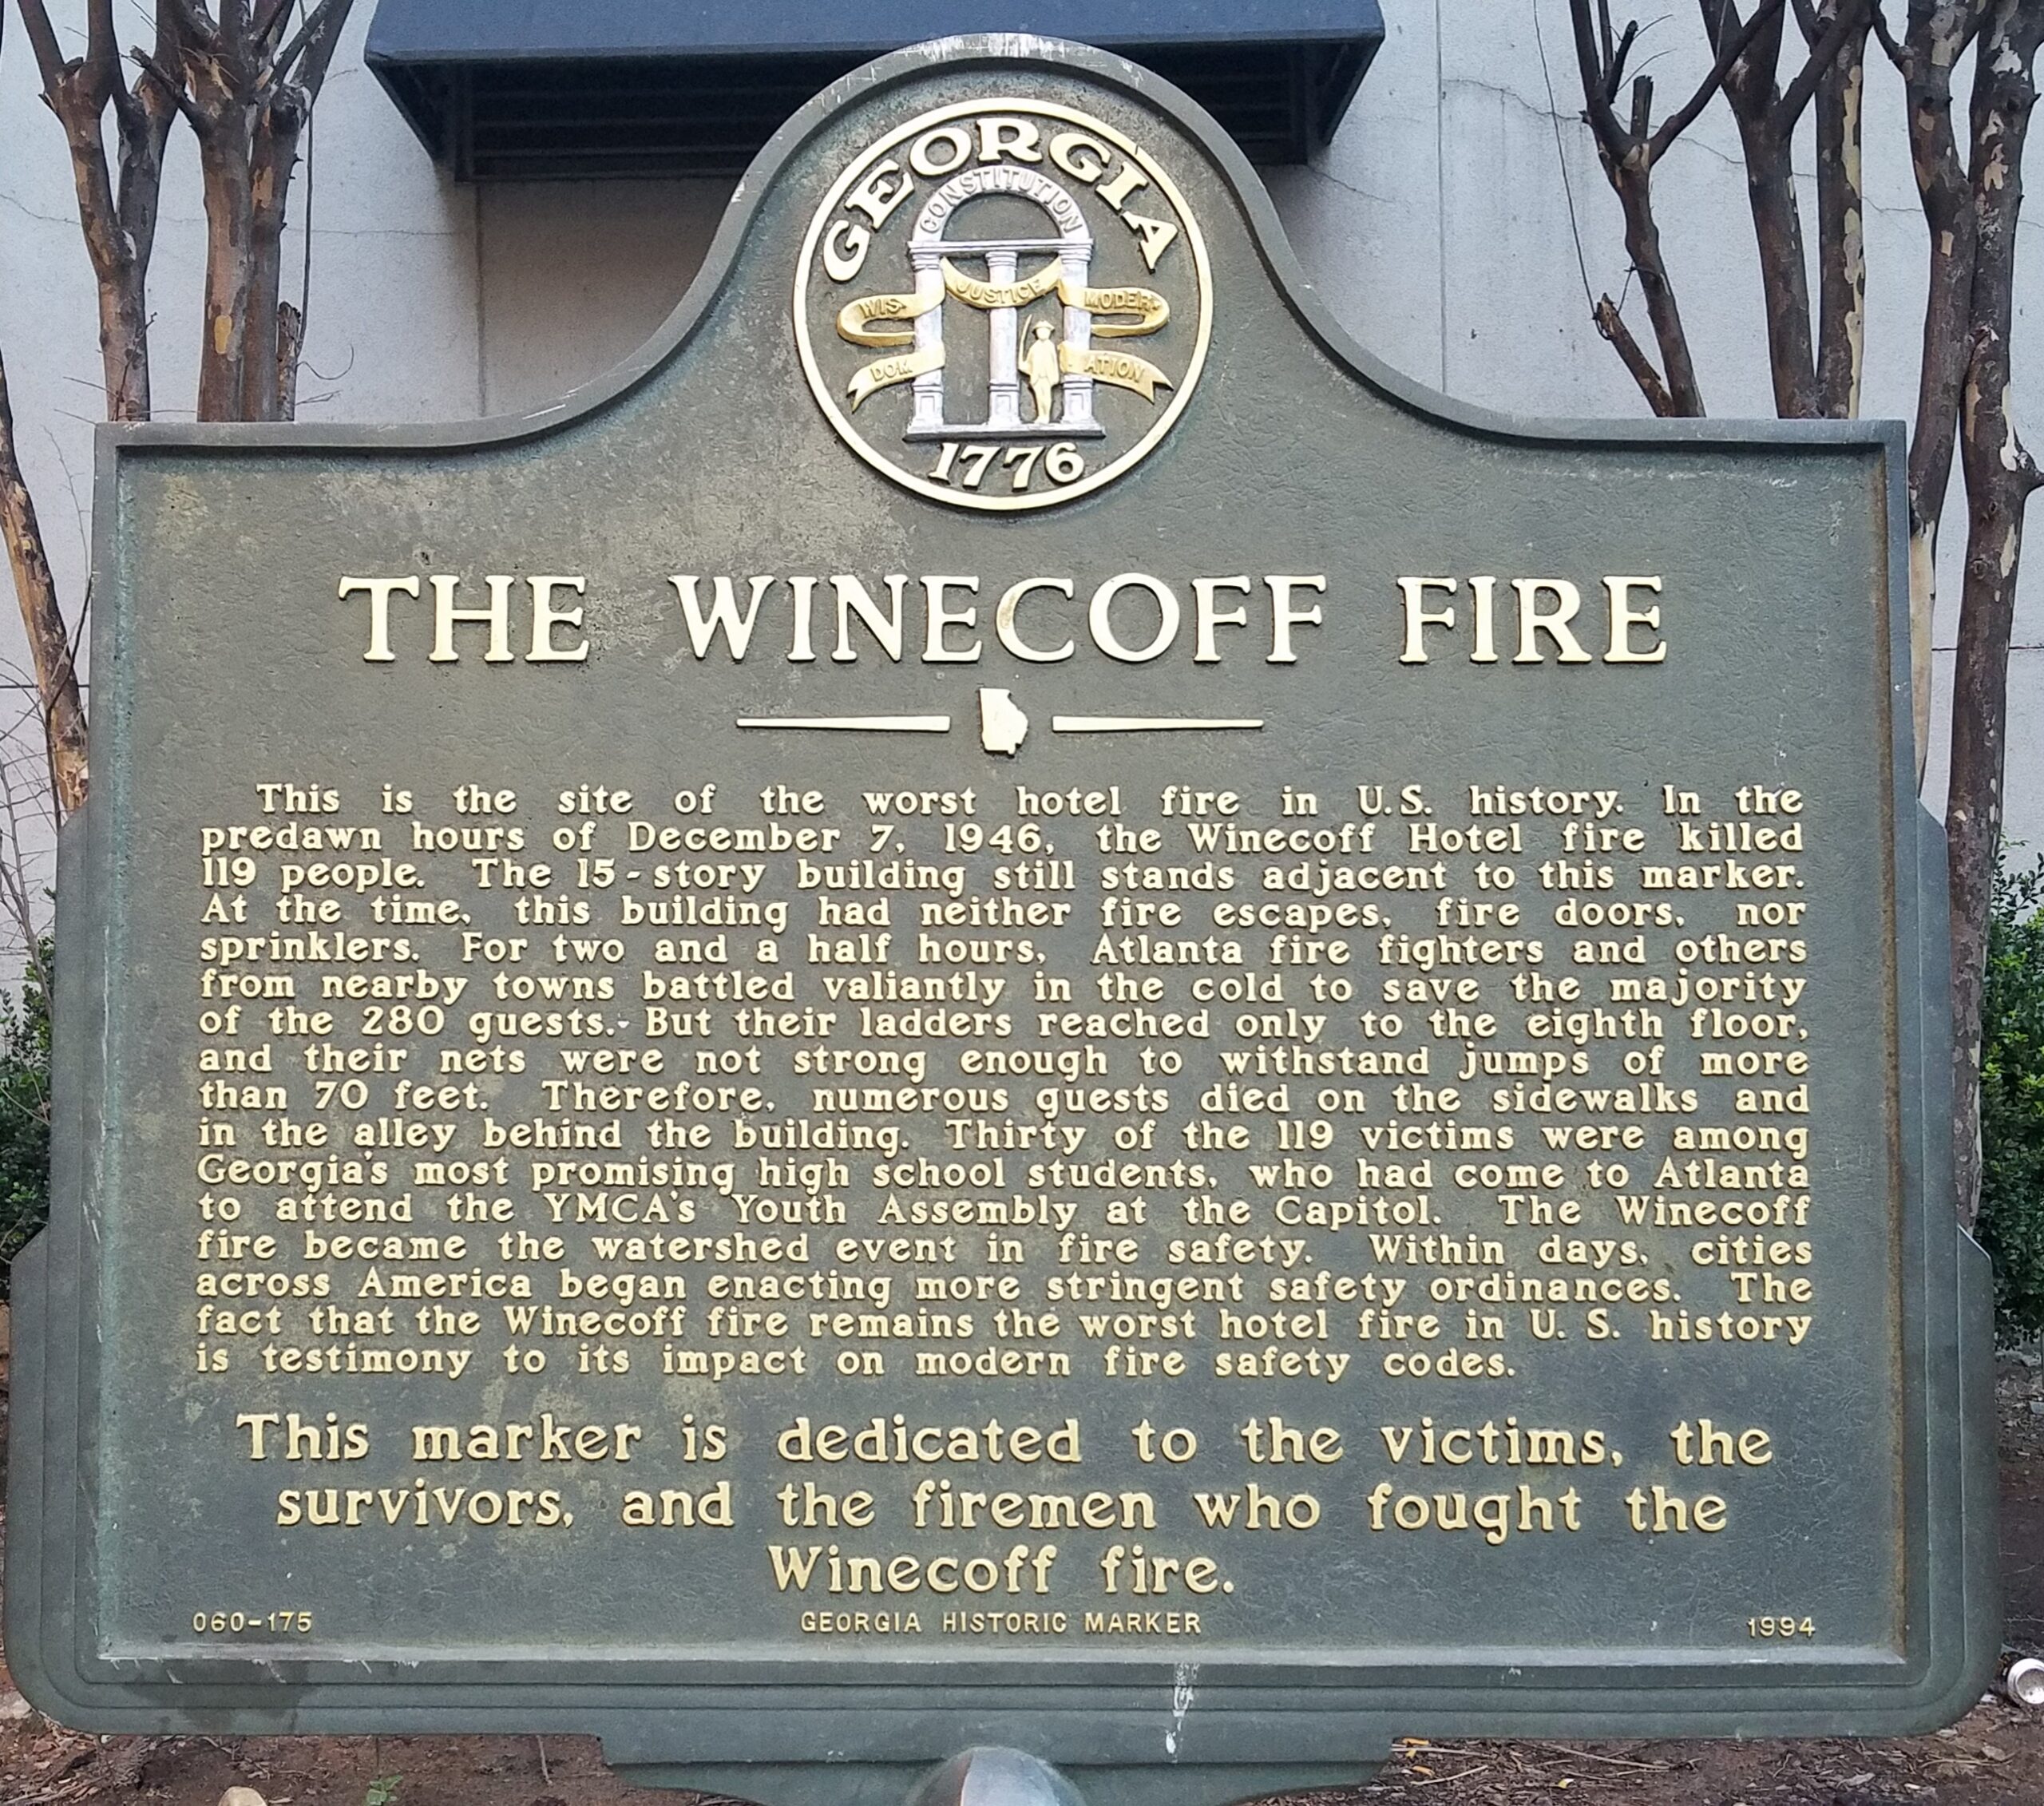 GEORGIA
CONSTITUTION
WIS- JUSTICE MODER-
DOM ATION
1776
THE WINECOFF FIRE
This is the site of the worst hotel fire in U.S. history. In the
predawn hours of December 7, 1946, the Winecoff Hotel fire killed
119 people. The 15-story building still stands adjacent to this marker.
At the time, this building had neither fire escapes, fire doors, nor
sprinklers. For two and a half hours, Atlanta fire fighters and others
from nearby towns battled valiantly in the cold to save the majority
of the 280 guests. But their ladders reached only to the eighth floor,
and their nets were not strong enough to withstand jumps of more
than 70 feet. Therefore, numerous guests died on the sidewalks and
in the alley behind the building. Thirty of the 119 victims were among
Georgia's most promising high school students, who had come to Atlanta
to attend the YMCA's Youth Assembly at the Capitol. The Winecoff
fire became the watershed event in fire safety. Within days, cities
across America began enacting more stringent safety ordinances. The
fact that the Winecoff fire remains the worst hotel fire in U. S. history
is testimony to its impact on modern fire safety codes.
This marker is dedicated to the victims, the
survivors, and the firemen who fought the
Winecoff fire.
060-175 GEORGIA HISTORIC MARKER 1994